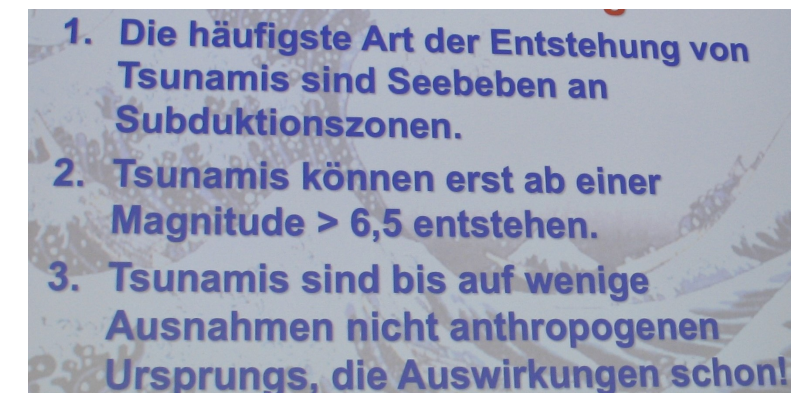 1. Die häufigste Art der Entstehung von
Tsunamis sind Seebeben an
Subduktionszonen.
2. Tsunamis können erst ab einer
Magnitude > 6,5 entstehen.
3. Tsunamis sind bis auf wenige
Ausnahmen nicht anthropogenen
Ursprungs, die Auswirkungen schon!